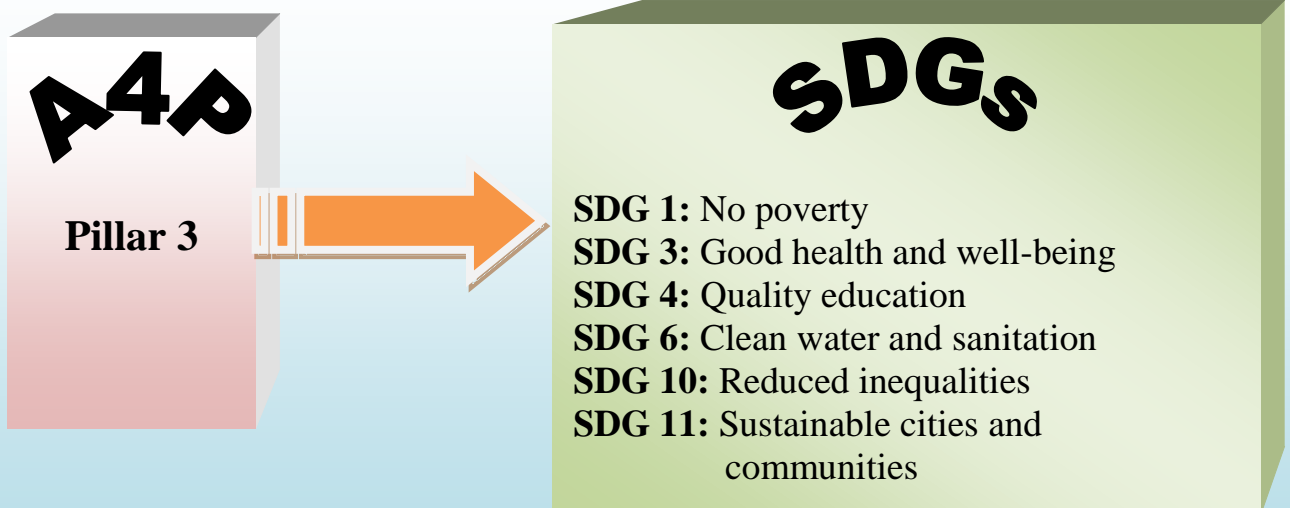 A4P
Pillar 3
SDGs
SDG 1: No poverty
SDG 3: Good health and well-being
SDG 4: Quality education
SDG 6: Clean water and sanitation
SDG 10: Reduced inequalities
SDG 11: Sustainable cities and
communities